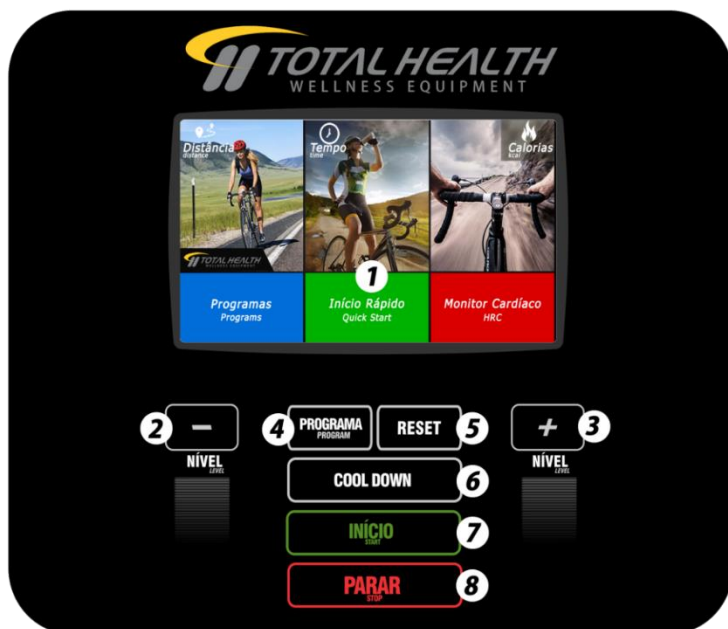 TOTAL HEALTH
WELLNESS EQUIPMENT
Distância
distance
Tempo
time
Calorias
kcal
TOTAL HEALTH
WELLNESS EQUIPMENT
1
Programas
Programs
Início Rápido
Quick Start
Monitor Cardíaco
HRC
2 −
NÍVEL
LEVEL
4 PROGRAMA
PROGRAM
RESET 5
+ 3
NÍVEL
LEVEL
COOL DOWN 6
INÍCIO 7
START
PARAR 8
STOP